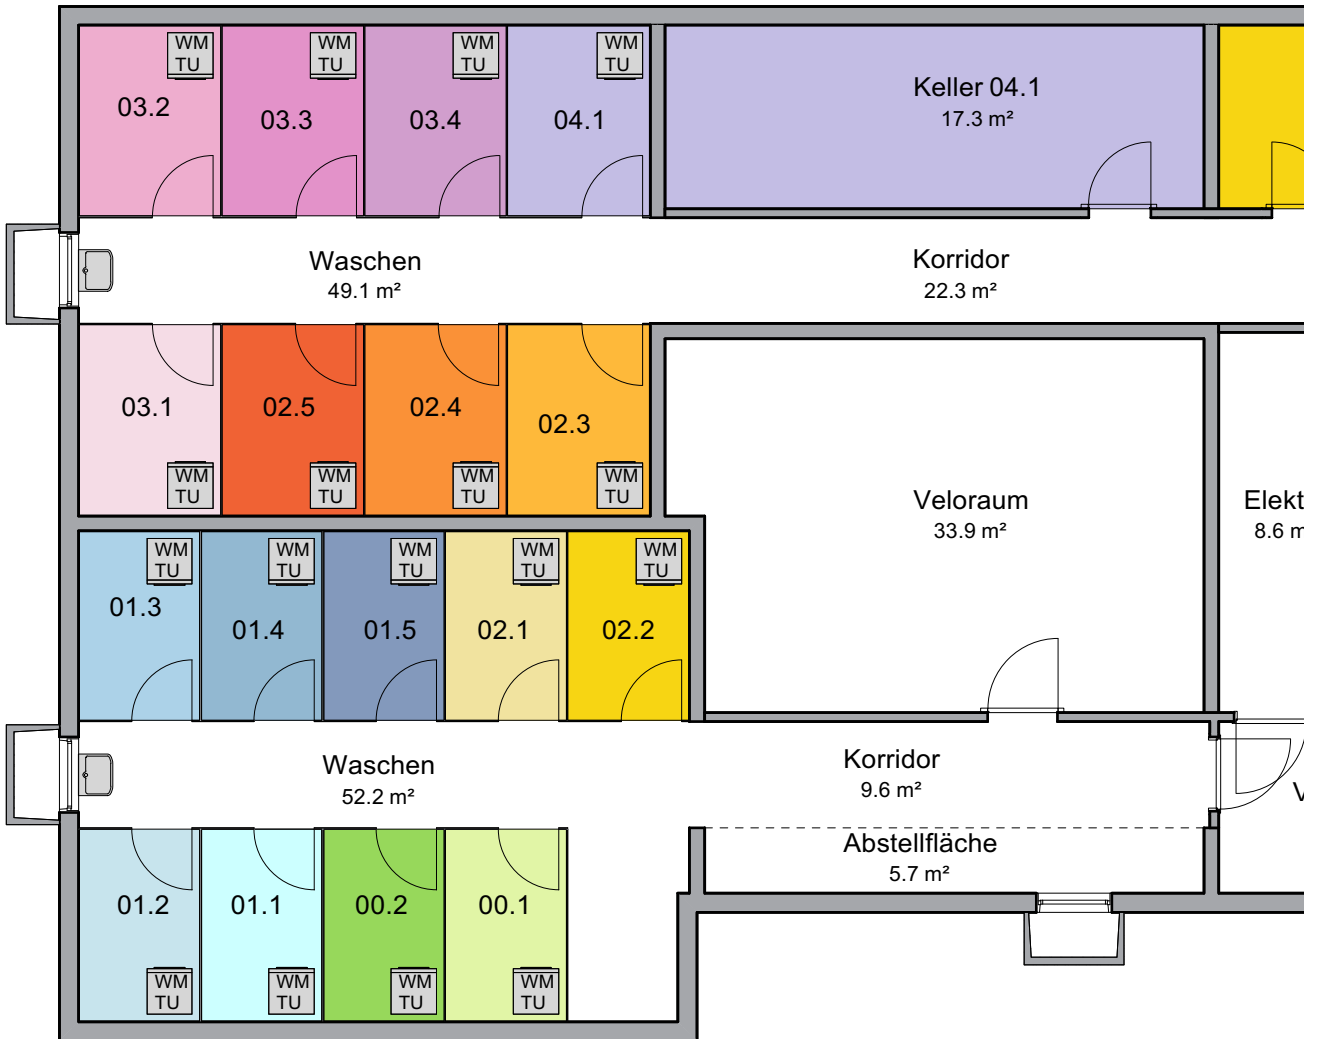 WM
TU
WM
TU
WM
TU
WM
TU
03.2
03.3
03.4
04.1
Keller 04.1
17.3 m²
Waschen
49.1 m²
Korridor
22.3 m²
03.1
02.5
02.4
02.3
WM
TU
WM
TU
WM
TU
WM
TU
Veloraum
33.9 m²
Elekt
8.6 m
WM
TU
WM
TU
WM
TU
WM
TU
WM
TU
01.3
01.4
01.5
02.1
02.2
Waschen
52.2 m²
Korridor
9.6 m²
V
Abstellfläche
5.7 m²
01.2
01.1
00.2
00.1
WM
TU
WM
TU
WM
TU
WM
TU